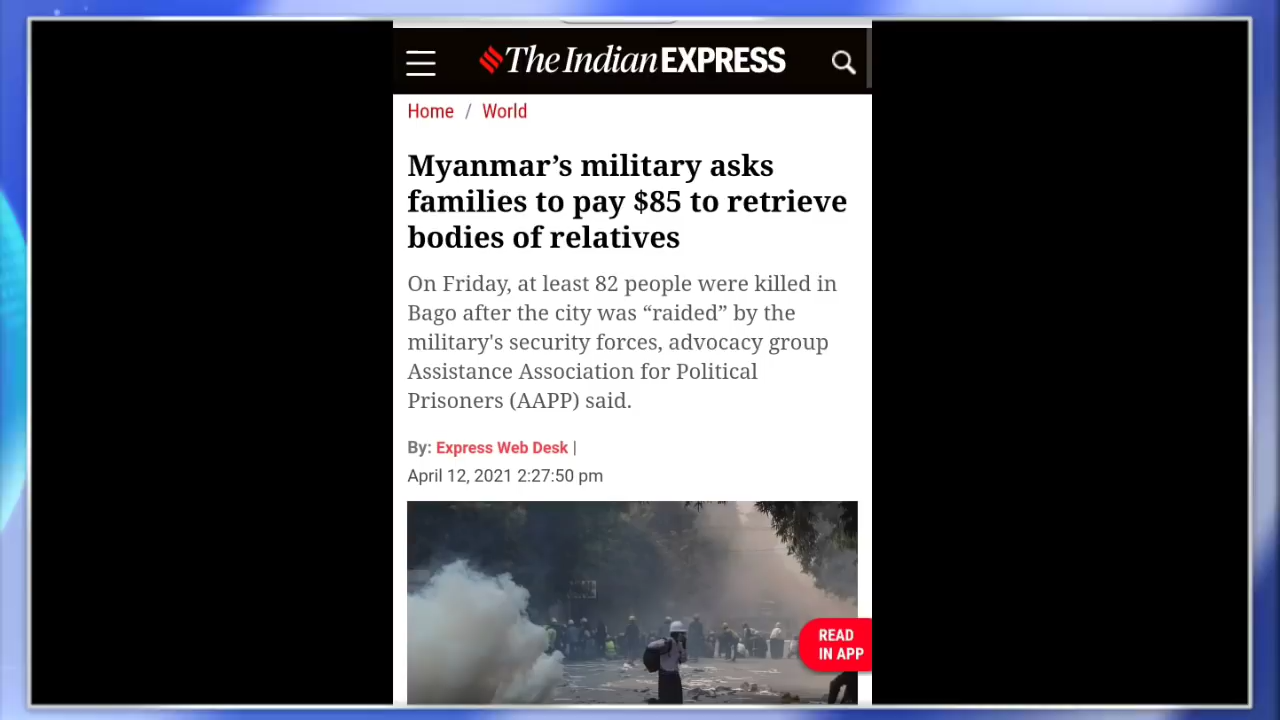 The Indian EXPRESS
Home / World
Myanmar’s military asks
families to pay $85 to retrieve
bodies of relatives
On Friday, at least 82 people were killed in
Bago after the city was “raided” by the
military's security forces, advocacy group
Assistance Association for Political
Prisoners (AAPP) said.
By: Express Web Desk |
April 12, 2021 2:27:50 pm
READ
IN APP